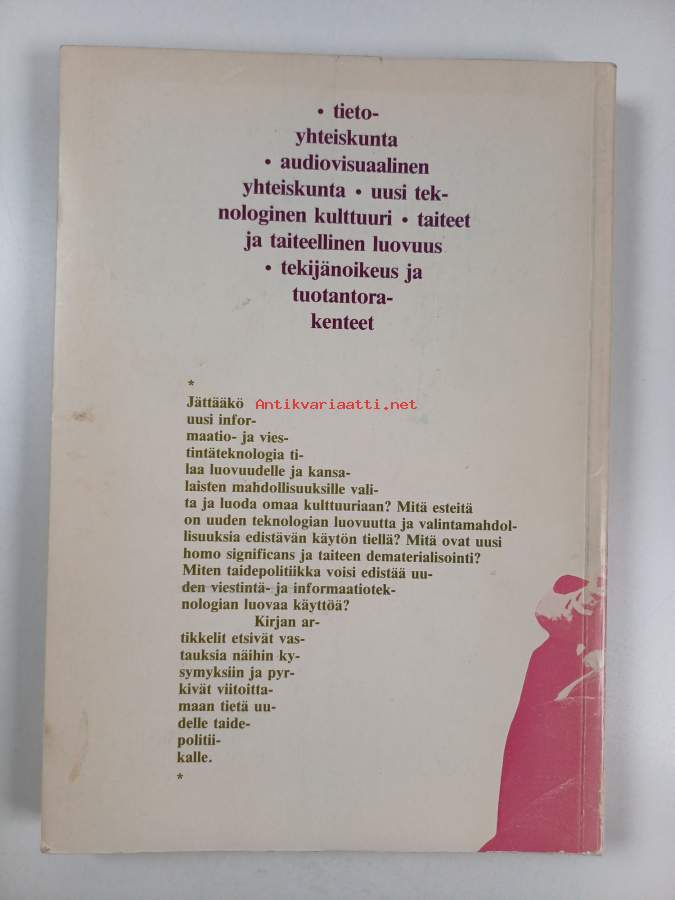 • tieto-
yhteiskunta
• audiovisuaalinen
yhteiskunta • uusi tek-
nologinen kulttuuri • taiteet
ja taiteellinen luovuus
• tekijänoikeus ja
tuotantora-
kenteet
*
Jättääkö
Antikvariaatti.net
uusi infor-
maatio- ja vies-
tintäteknologia ti-
laa luovuudelle ja kansa-
laisten mahdollisuuksille vali-
ta ja luoda omaa kulttuuriaan? Mitä esteitä
on uuden teknologian luovuutta ja valintamahdol-
lisuuksia edistävän käytön tiellä? Mitä ovat uusi
homo significans ja taiteen dematerialisointi?
Miten taidepolitiikka voisi edistää uu-
den viestintä- ja informaatiotek-
nologian luovaa käyttöä?
Kirjan ar-
tikkelit etsivät vas-
tauksia näihin ky-
symyksiin ja pyr-
kivät viitoitta-
maan tietä uu-
delle taide-
politii-
kalle.
*